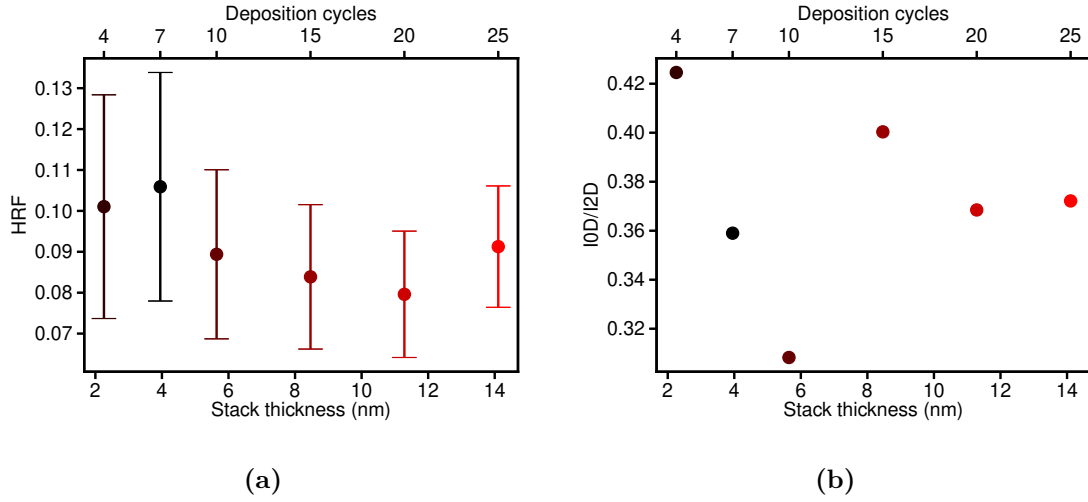 Deposition cycles
4 7 10 15 20 25
0.13
0.12
0.11
0.10
0.09
0.08
0.07
HRF
2 4 6 8 10 12 14
Stack thickness (nm)
(a)
Deposition cycles
4 7 10 15 20 25
0.42
0.40
0.38
0.36
0.34
0.32
I0D/I2D
2 4 6 8 10 12 14
Stack thickness (nm)
(b)